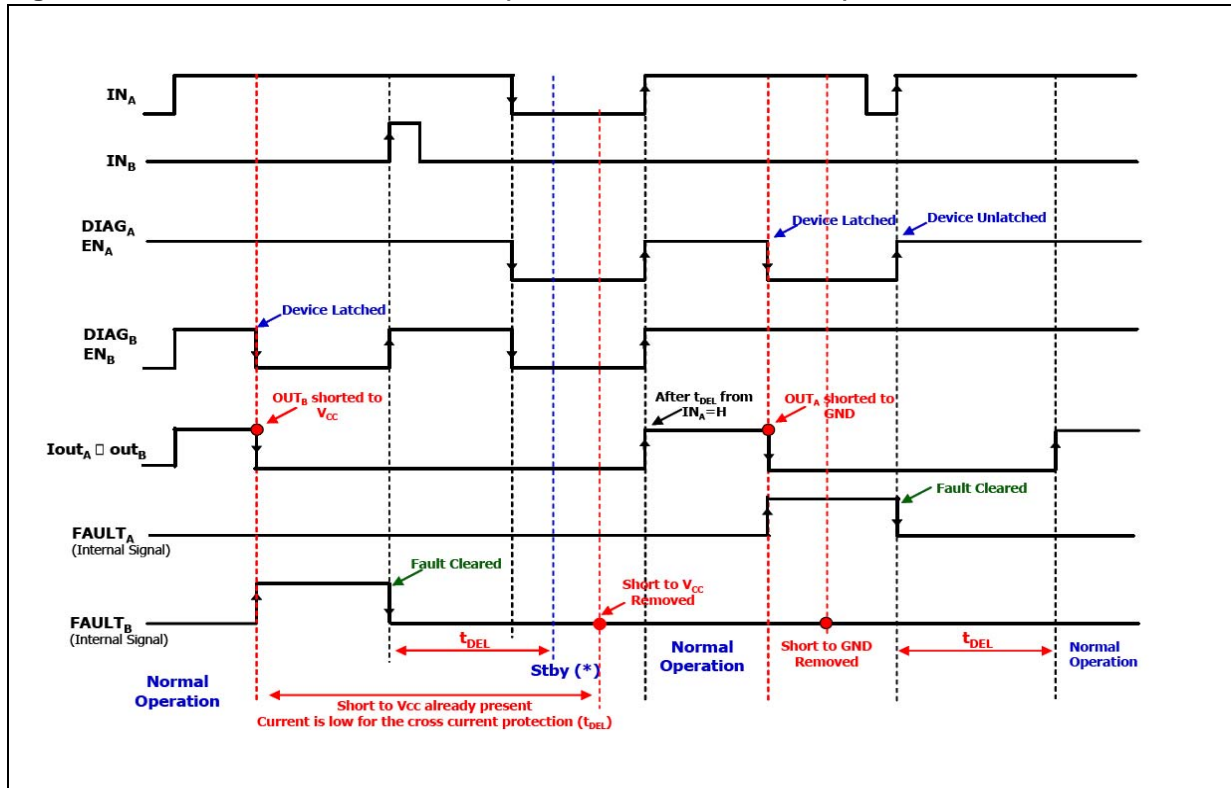 IN_A
IN_B
DIAG_A
EN_A
Device Latched
Device Unlatched
DIAG_B
EN_B
Device Latched
OUT_B shorted to
V_CC
After t_DEL from
IN_A=H
OUT_A shorted to
GND
Iout_A □ out_B
Fault Cleared
FAULT_A
(Internal Signal)
Fault Cleared
Short to V_CC
Removed
FAULT_B
(Internal Signal)
t_DEL
Stby (*)
Normal
Operation
Short to GND
Removed
t_DEL
Normal
Operation
Normal
Operation
Short to Vcc already present
Current is low for the cross current protection (t_DEL)